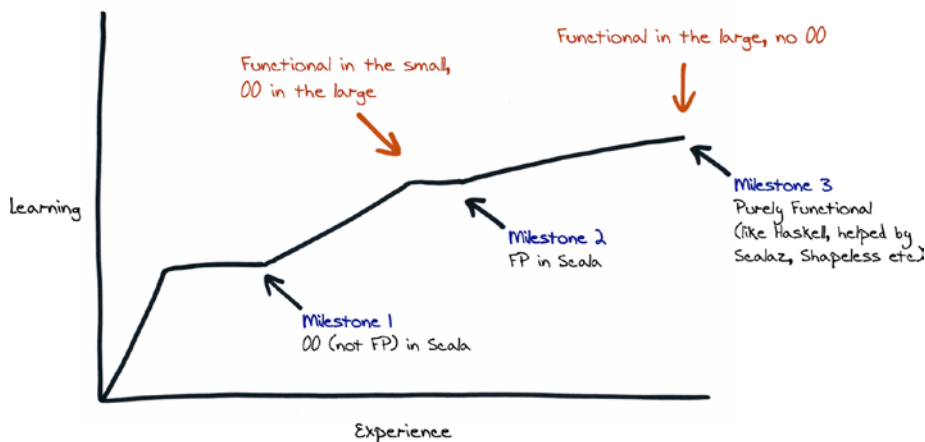 Functional in the large, no OO
Functional in the small,
OO in the large
Learning
Milestone 3
Purely Functional
(like Haskell, helped by
Scalaz, Shapeless etc)
Milestone 2
FP in Scala
Milestone 1
OO (not FP) in Scala
Experience